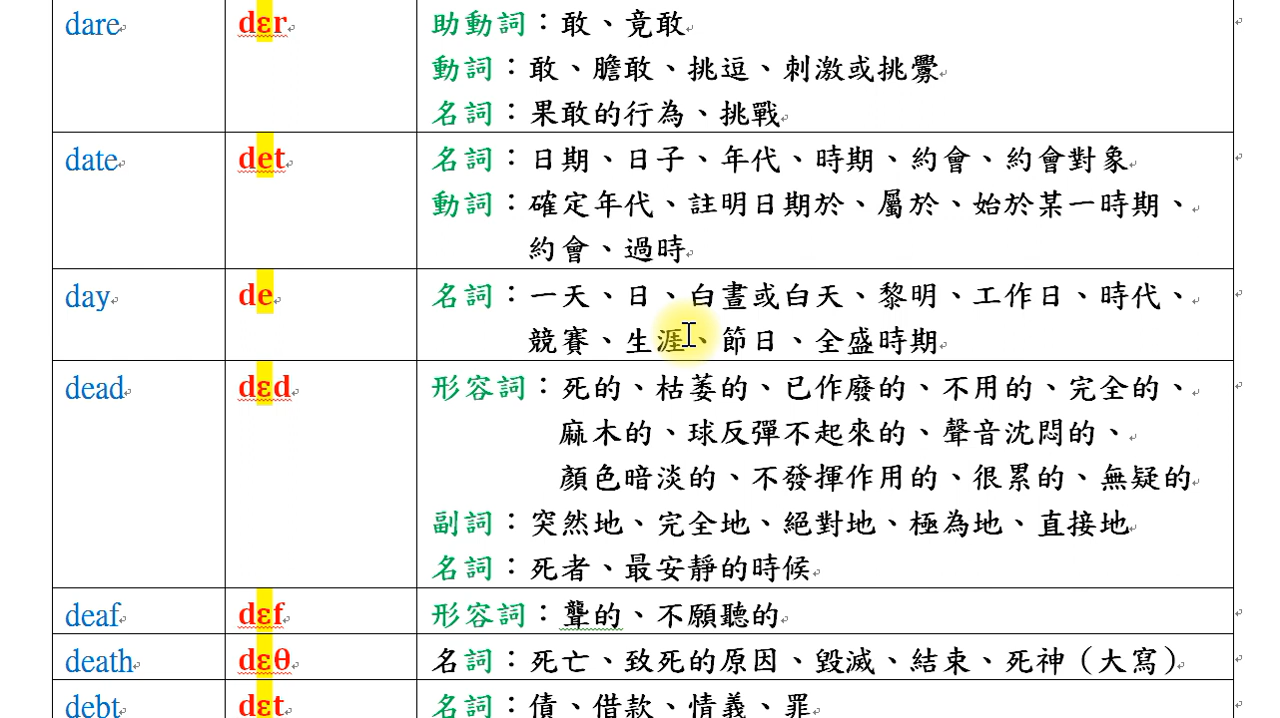 dare dɛr 助動詞：敢、竟敢
動詞：敢、膽敢、挑逗、刺激或挑釁
名詞：果敢的行為、挑戰
date det 名詞：日期、日子、年代、時期、約會、約會對象
動詞：確定年代、註明日期於、屬於、始於某一時期、
約會、過時
day de 名詞：一天、日、白晝或白天、黎明、工作日、時代、
競賽、生涯、節日、全盛時期
dead dɛd 形容詞：死的、枯萎的、已作廢的、不用的、完全的、
麻木的、球反彈不起來的、聲音沈悶的、
顏色暗淡的、不發揮作用的、很累的、無疑的
副詞：突然地、完全地、絕對地、極為地、直接地
名詞：死者、最安靜的時候
deaf dɛf 形容詞：聾的、不願聽的
death dɛθ 名詞：死亡、致死的原因、毀滅、結束、死神（大寫）
debt dɛt 名詞：債、借款、情義、罪